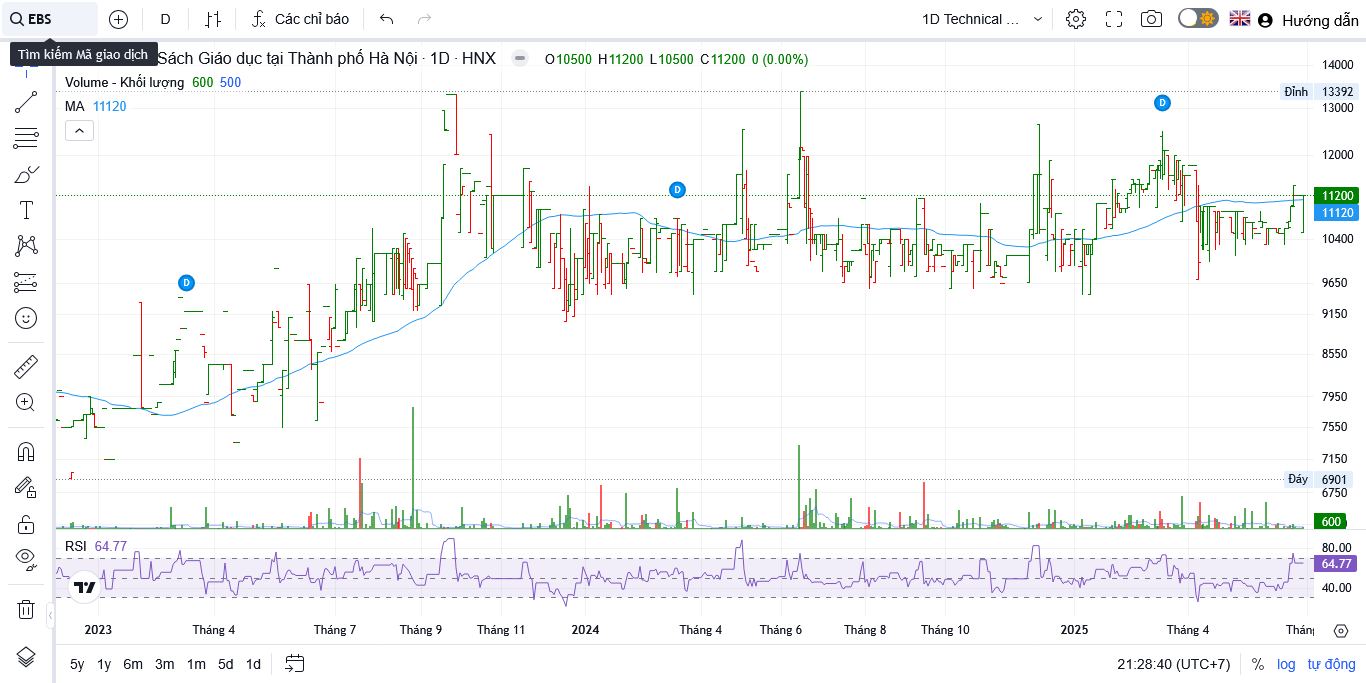 EBS
D
Các chỉ báo
1D Technical ...
Hướng dẫn
Tìm kiếm Mã giao dịch
Sách Giáo dục tại Thành phố Hà Nội · 1D · HNX
O10500 H11200 L10500 C11200 0 (0.00%)
Volume - Khối lượng 600 500
MA 11120
14000
Đỉnh 13392
13000
12000
11200
11120
10400
9650
9150
8550
7950
7550
7150
Đáy 6901
6750
600
D
D
D
RSI 64.77
80.00
64.77
40.00
2023 Tháng 4 Tháng 7 Tháng 9 Tháng 11 2024 Tháng 4 Tháng 6 Tháng 8 Tháng 10 2025 Tháng 4 Thán
5y 1y 6m 3m 1m 5d 1d
21:28:40 (UTC+7) % log tự động